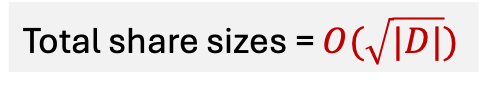 Total share sizes = O(√|D|)